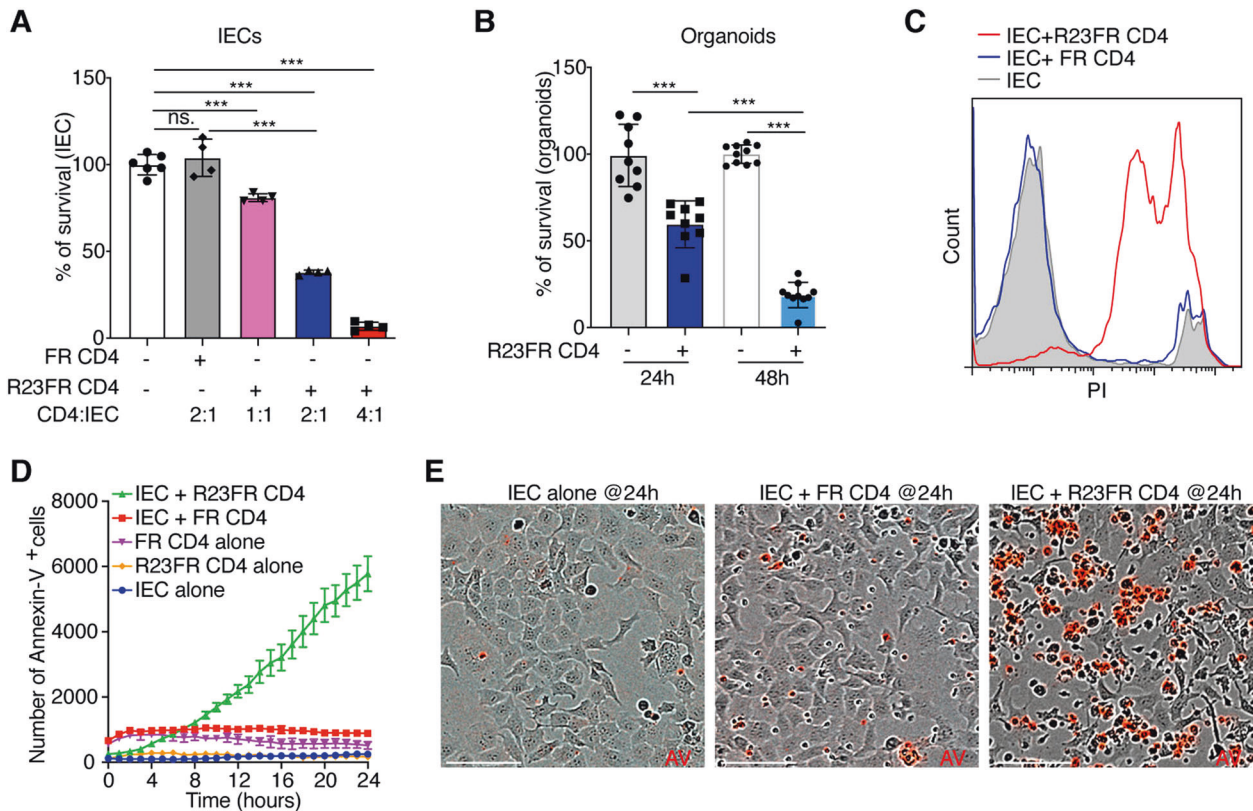 A
IECs
% of survival (IEC)
150
100
50
0
***
***
***
ns.
***
FR CD4 - + - - -
R23FR CD4 - - + + +
CD4:IEC 2:1 1:1 2:1 4:1
B
Organoids
% of survival (organoids)
150
100
50
0
***
***
***
R23FR CD4 - + - +
24h 48h
C
IEC+R23FR CD4
IEC+ FR CD4
IEC
Count
PI
D
Number of Annexin-V + cells
8000
6000
4000
2000
0
IEC + R23FR CD4
IEC + FR CD4
FR CD4 alone
R23FR CD4 alone
IEC alone
0 4 8 12 16 20 24
Time (hours)
E
IEC alone @24h
IEC + FR CD4 @24h
IEC + R23FR CD4 @24h
AV
AV
AV